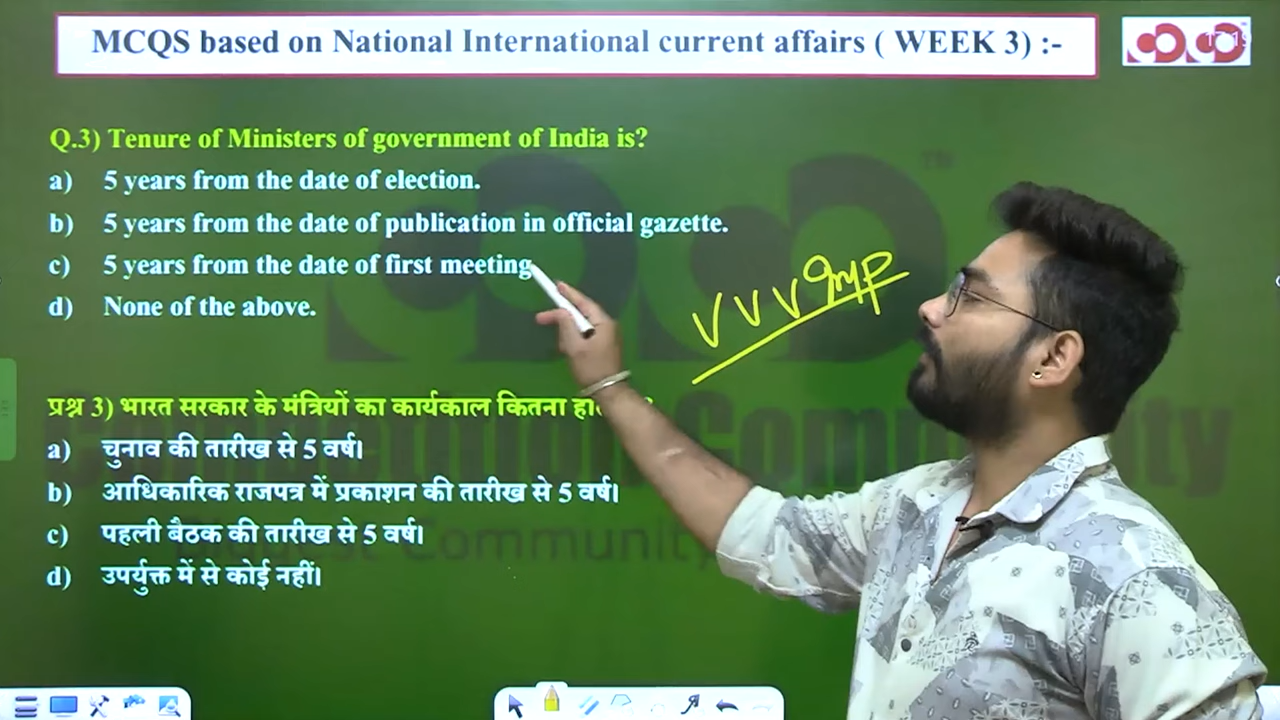 MCQS based on National International current affairs ( WEEK 3) :-
Q.3) Tenure of Ministers of government of India is?
a) 5 years from the date of election.
b) 5 years from the date of publication in official gazette.
c) 5 years from the date of first meeting
d) None of the above.
V V V Imp
प्रश्न 3) भारत सरकार के मंत्रियों का कार्यकाल कितना
a) चुनाव की तारीख से 5 वर्ष।
b) आधिकारिक राजपत्र में प्रकाशन की तारीख से 5 वर्ष।
c) पहली बैठक की तारीख से 5 वर्ष।
d) उपर्युक्त में से कोई नहीं।
Community
Community